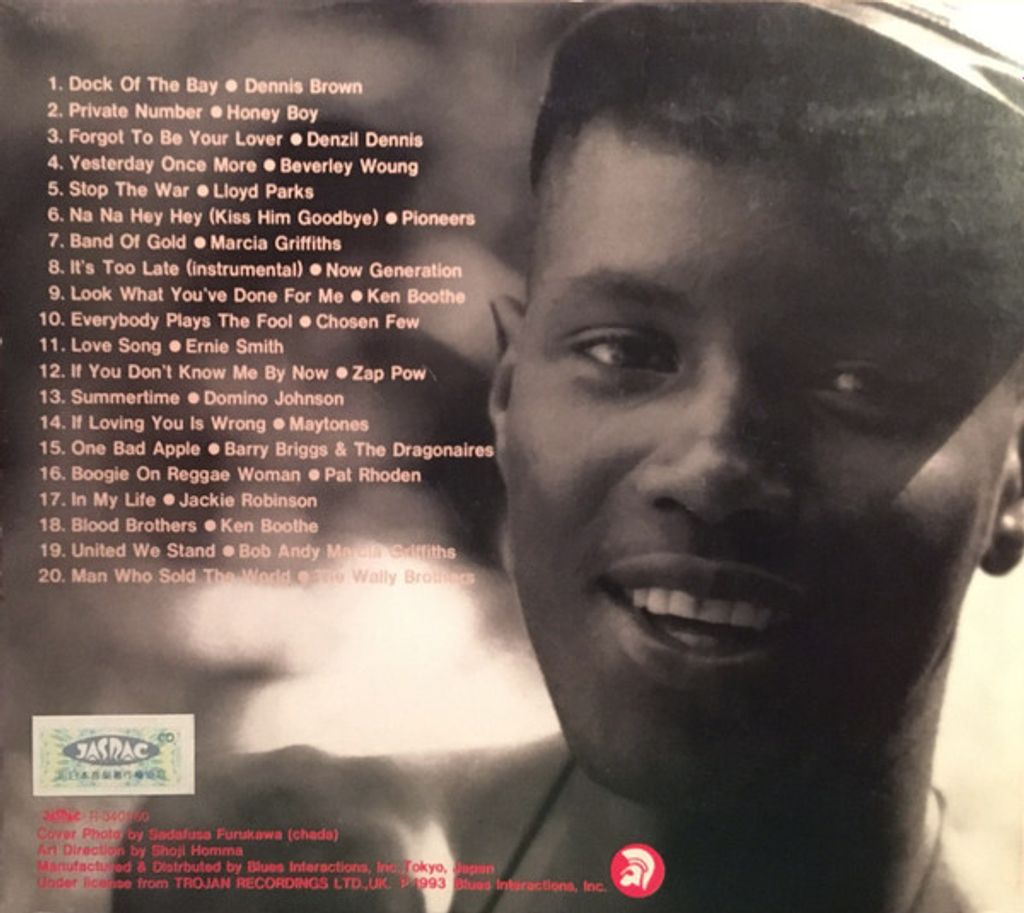 1. Dock Of The Bay ● Dennis Brown
2. Private Number ● Honey Boy
3. Forgot To Be Your Lover ● Denzil Dennis
4. Yesterday Once More ● Beverley Woung
5. Stop The War ● Lloyd Parks
6. Na Na Hey Hey (Kiss Him Goodbye) ● Pioneers
7. Band Of Gold ● Marcia Griffiths
8. It's Too Late (instrumental) ● Now Generation
9. Look What You've Done For Me ● Ken Boothe
10. Everybody Plays The Fool ● Chosen Few
11. Love Song ● Ernie Smith
12. If You Don't Know Me By Now ● Zap Pow
13. Summertime ● Domino Johnson
14. If Loving You Is Wrong ● Maytones
15. One Bad Apple ● Barry Briggs & The Dragonaires
16. Boogie On Reggae Woman ● Pat Rhoden
17. In My Life ● Jackie Robinson
18. Blood Brothers ● Ken Boothe
19. United We Stand ● Bob Andy Marcia Griffiths
20. Man Who Sold The World ● The Wally Brothers
CD
JASRAC
JASRAC
Cover Photo by Sadafusa Furukawa (chada)
Art Direction by Shoji Homma
Manufactured & Distributed by Blues Interactions, Inc, Tokyo, Japan
Under license from TROJAN RECORDINGS LTD.,UK. ℗ 1993 Blues Interactions, Inc.